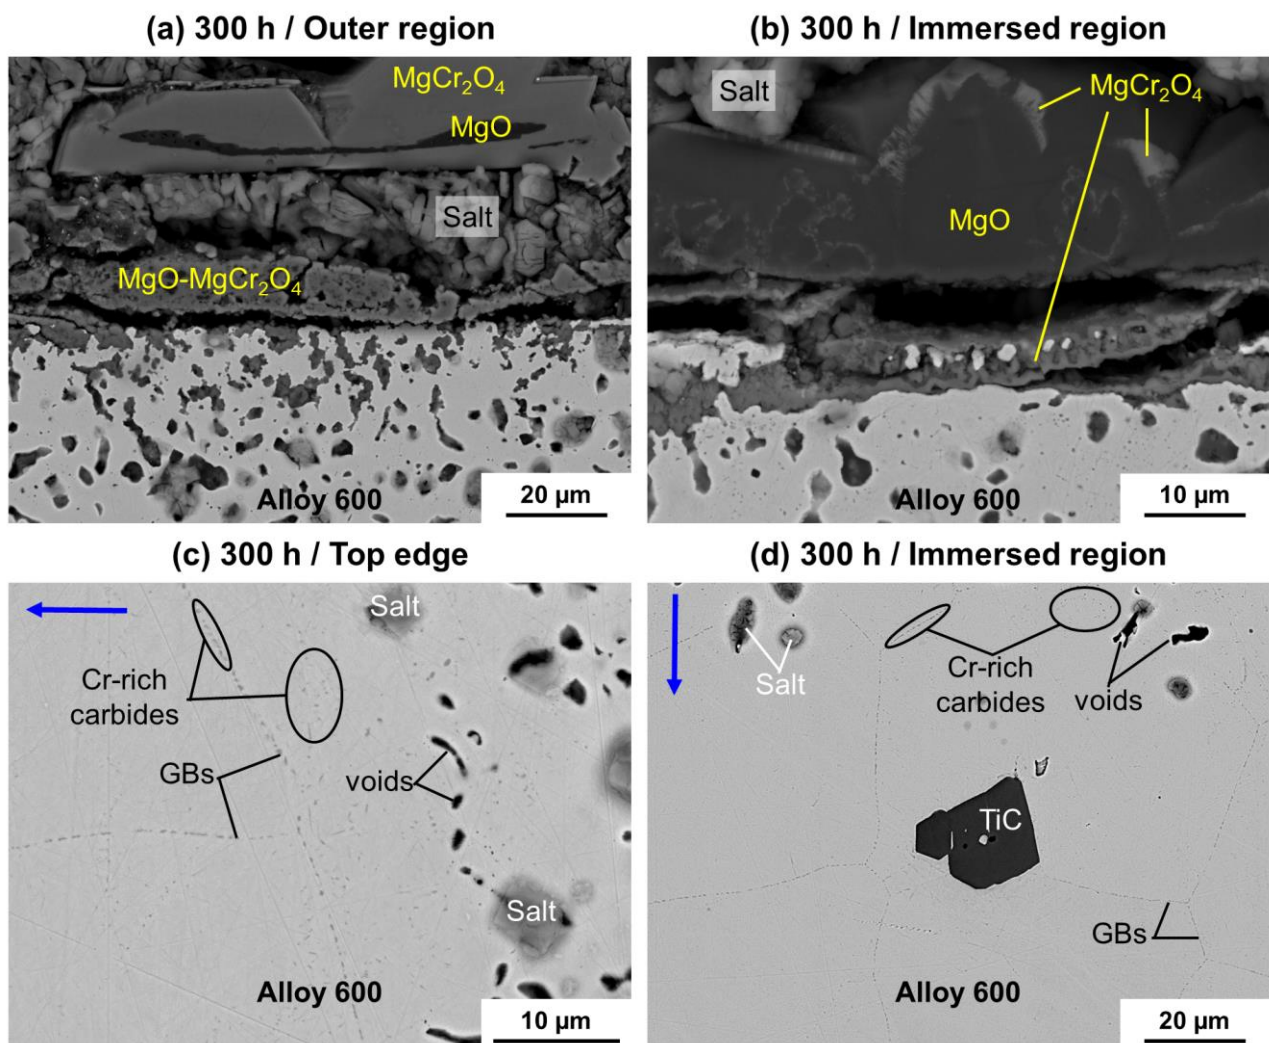 (a) 300 h / Outer region
MgCr₂O₄
MgO
Salt
MgO-MgCr₂O₄
Alloy 600
20 µm
(b) 300 h / Immersed region
Salt
MgCr₂O₄
MgO
Alloy 600
10 µm
(c) 300 h / Top edge
Salt
Cr-rich
carbides
GBs
voids
Salt
Alloy 600
10 µm
(d) 300 h / Immersed region
Salt
Cr-rich
carbides
voids
TiC
GBs
Alloy 600
20 µm